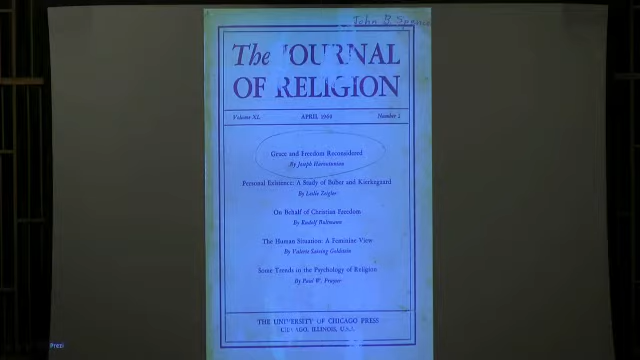 John B Spence
The JOURNAL
OF RELIGION
Volume XL
APRIL 1960
Number 2
Grace and Freedom Reconsidered
By Joseph Haroutunian
Personal Existence: A Study of Buber and Kierkegaard
By Leslie Zeigler
On Behalf of Christian Freedom
By Rudolf Bultmann
The Human Situation: A Feminine View
By Valerie Saiving Goldstein
Some Trends in the Psychology of Religion
By Paul W. Pruyser
THE UNIVERSITY OF CHICAGO PRESS
CHICAGO, ILLINOIS, U.S.A.
Prezi